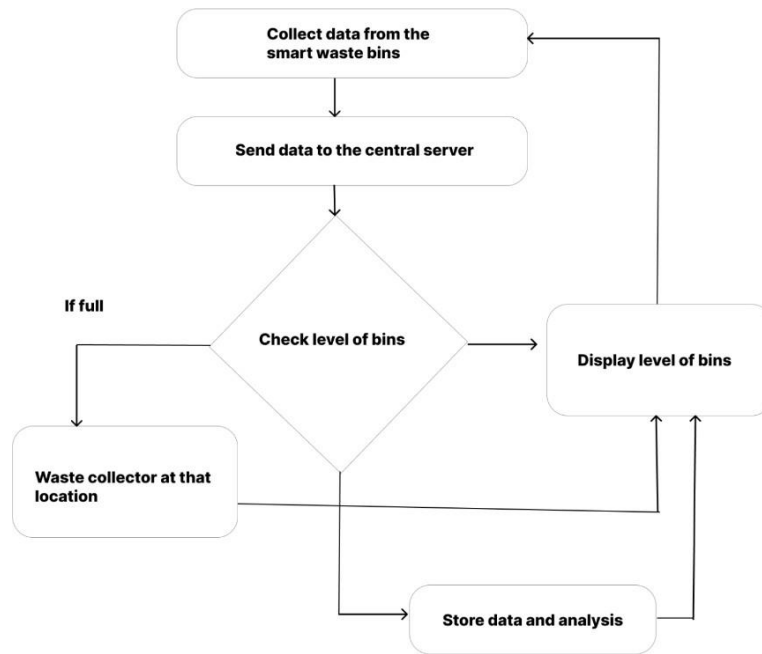 Collect data from the
smart waste bins
Send data to the central server
If full
Check level of bins
Display level of bins
Waste collector at that
location
Store data and analysis